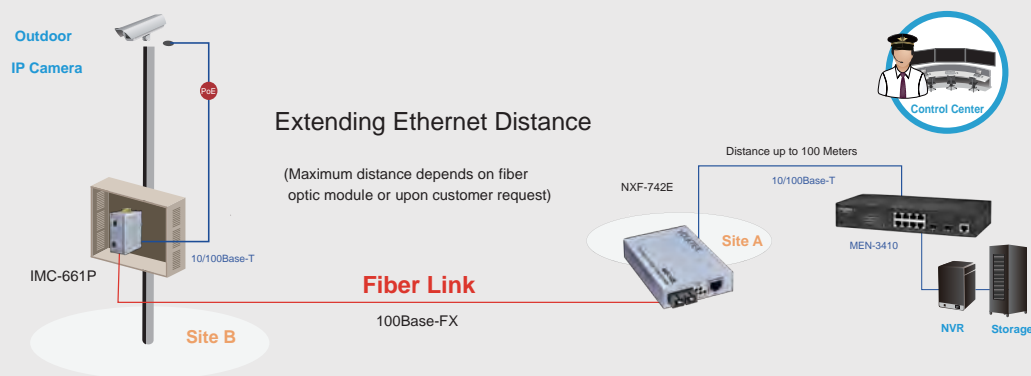 Outdoor
IP Camera
PoE
Extending Ethernet Distance
(Maximum distance depends on fiber
optic module or upon customer request)
IMC-661P
10/100Base-T
Fiber Link
100Base-FX
Site B
NXF-742E
Site A
Distance up to 100 Meters
10/100Base-T
MEN-3410
NVR
Storage
Control Center